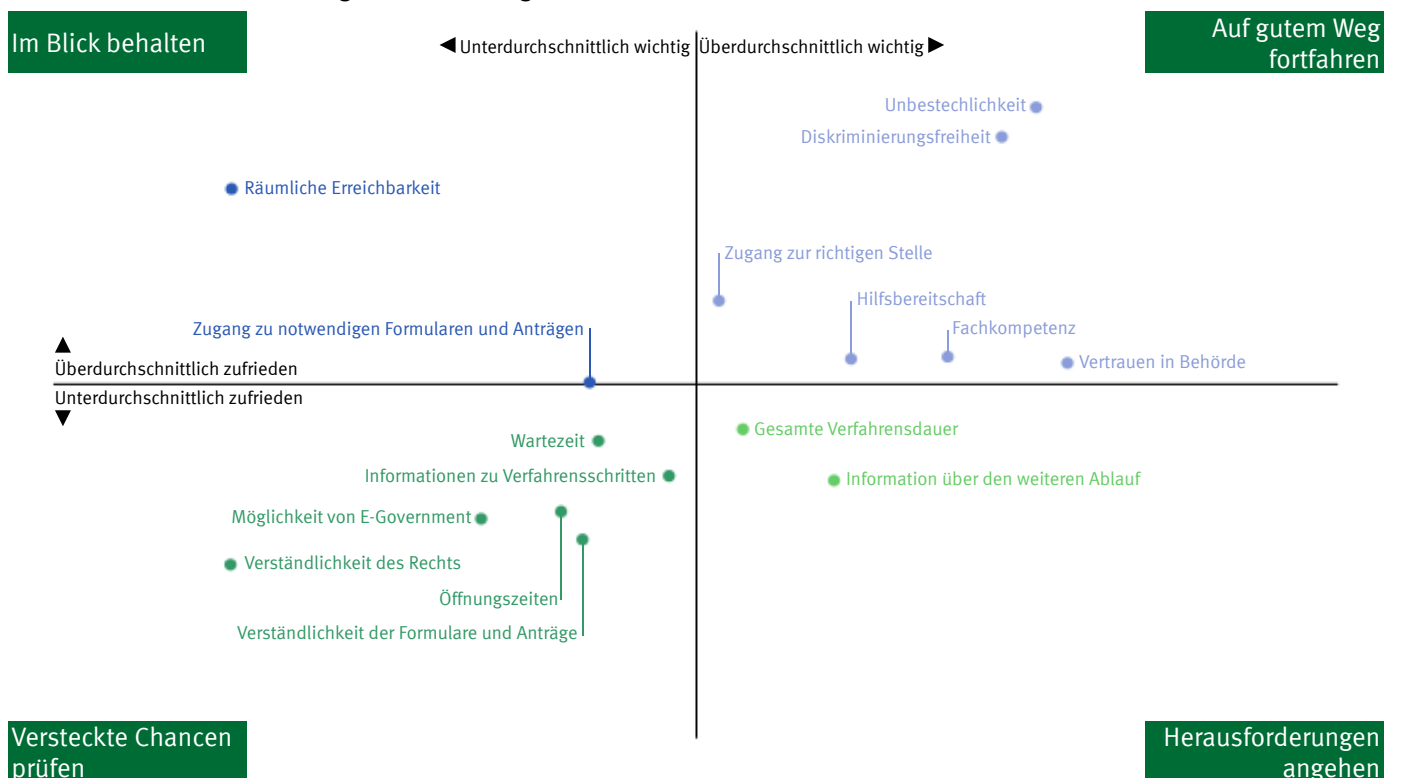 Im Blick behalten
◀ Unterdurchschnittlich wichtig
Überdurchschnittlich wichtig ▶
Auf gutem Weg
fortfahren
Unbestechlichkeit
Diskriminierungsfreiheit
Räumliche Erreichbarkeit
Zugang zur richtigen Stelle
Hilfsbereitschaft
Zugang zu notwendigen Formularen und Anträgen
Fachkompetenz
▲
Überdurchschnittlich zufrieden
Vertrauen in Behörde
Unterdurchschnittlich zufrieden
▼
Gesamte Verfahrensdauer
Wartezeit
Informationen zu Verfahrensschritten
Information über den weiteren Ablauf
Möglichkeit von E-Government
Verständlichkeit des Rechts
Öffnungszeiten
Verständlichkeit der Formulare und Anträge
Versteckte Chancen
prüfen
Herausforderungen
angehen